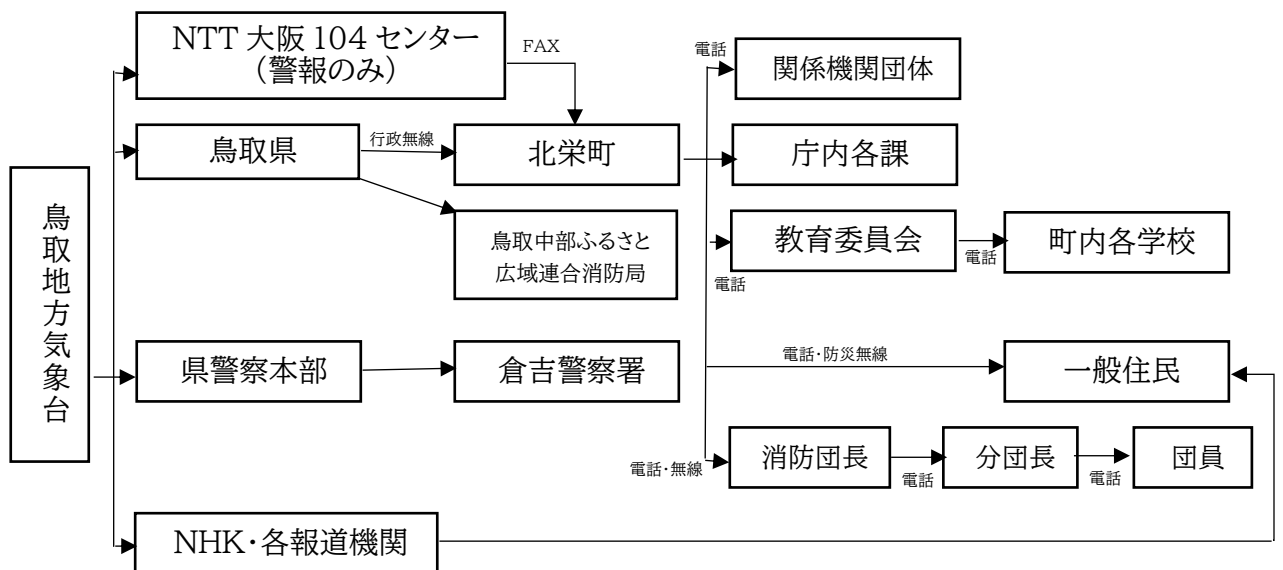 NTT 大阪 104 センター
（警報のみ）
FAX
電話
関係機関団体
鳥取県
行政無線
北栄町
庁内各課
鳥取地方気象台
鳥取中部ふるさと
広域連合消防局
教育委員会
電話
町内各学校
電話
県警察本部
倉吉警察署
電話・防災無線
一般住民
電話・無線
消防団長
電話
分団長
電話
団員
NHK・各報道機関